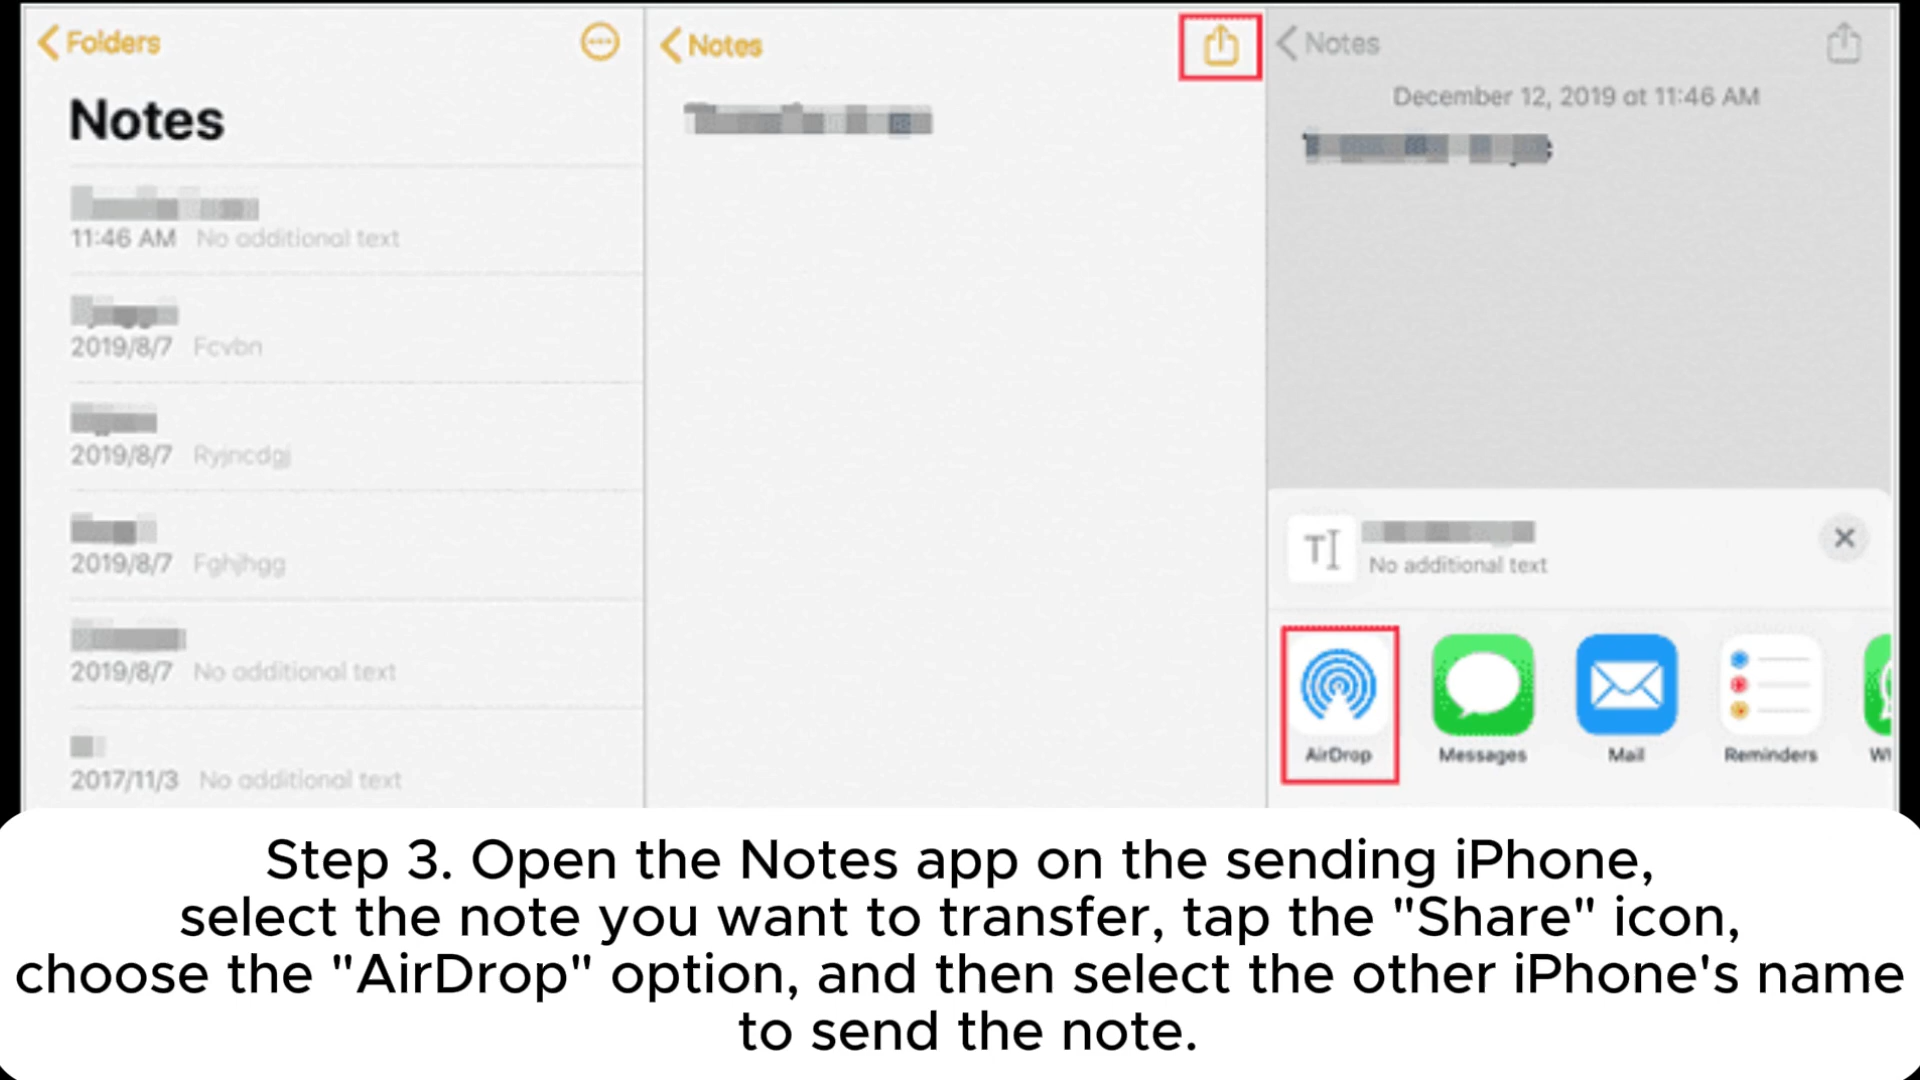 Folders
Notes
11:46 AM No additional text
2019/8/7 Fcvbn
2019/8/7 Ryjncdgj
2019/8/7 Fghjhgg
2019/8/7 No additional text
2017/11/3 No additional text
Notes
Notes
December 12, 2019 at 11:46 AM
No additional text
AirDrop
Messages
Mail
Reminders
Step 3. Open the Notes app on the sending iPhone,
select the note you want to transfer, tap the "Share" icon,
choose the "AirDrop" option, and then select the other iPhone's name
to send the note.